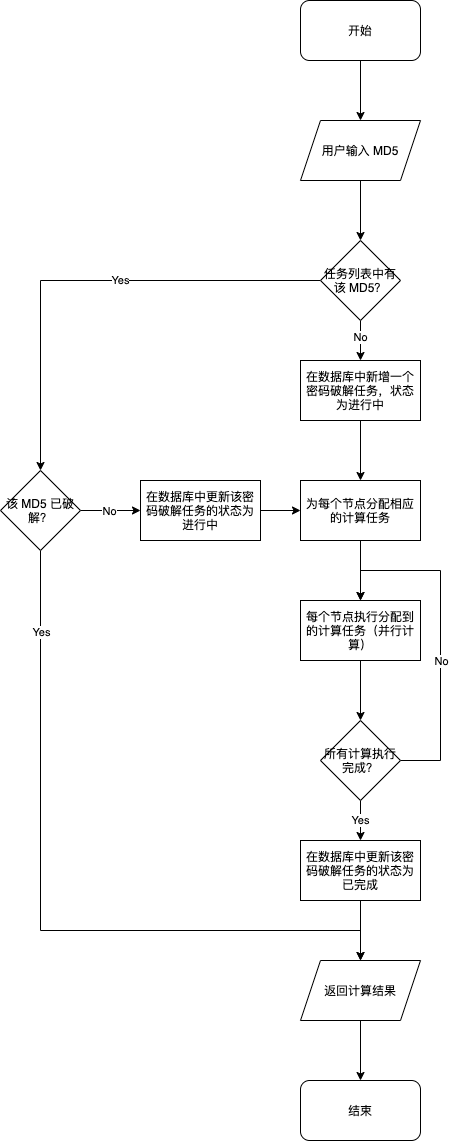 开始
用户输入 MD5
任务列表中有
该 MD5?
Yes
No
在数据库中新增一个
密码破解任务，状态
为进行中
该 MD5 已破
解?
No
在数据库中更新该密
码破解任务的状态为
进行中
为每个节点分配相应
的计算任务
Yes
每个节点执行分配到
的计算任务（并行计
算）
No
所有计算执行
完成?
Yes
在数据库中更新该密
码破解任务的状态为
已完成
返回计算结果
结束